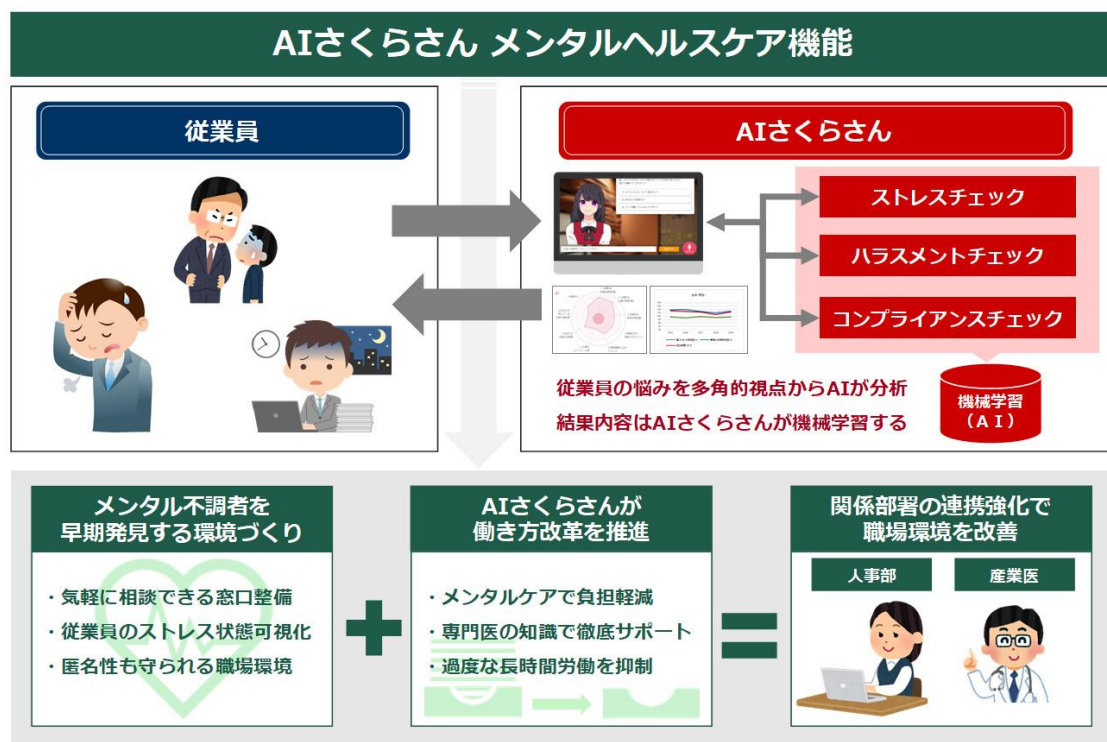 AIさくらさん メンタルヘルスケア機能
従業員
AIさくらさん
ストレスチェック
ハラスメントチェック
コンプライアンスチェック
従業員の悩みを多角的視点からAIが分析
結果内容はAIさくらさんが機械学習する
機械学習
(AI)
メンタル不調者を
早期発見する環境づくり
・気軽に相談できる窓口整備
・従業員のストレス状態可視化
・匿名性も守られる職場環境
AIさくらさんが
働き方改革を推進
・メンタルケアで負担軽減
・専門医の知識で徹底サポート
・過度な長時間労働を抑制
関係部署の連携強化で
職場環境を改善
人事部
産業医